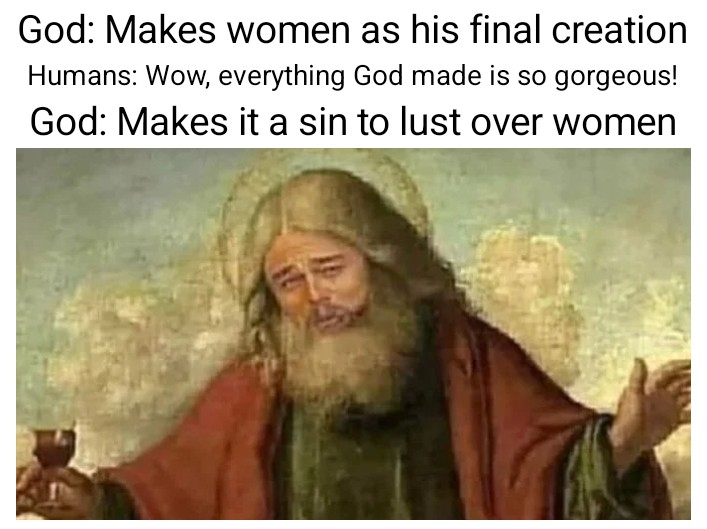 God: Makes women as his final creation
Humans: Wow, everything God made is so gorgeous!
God: Makes it a sin to lust over women